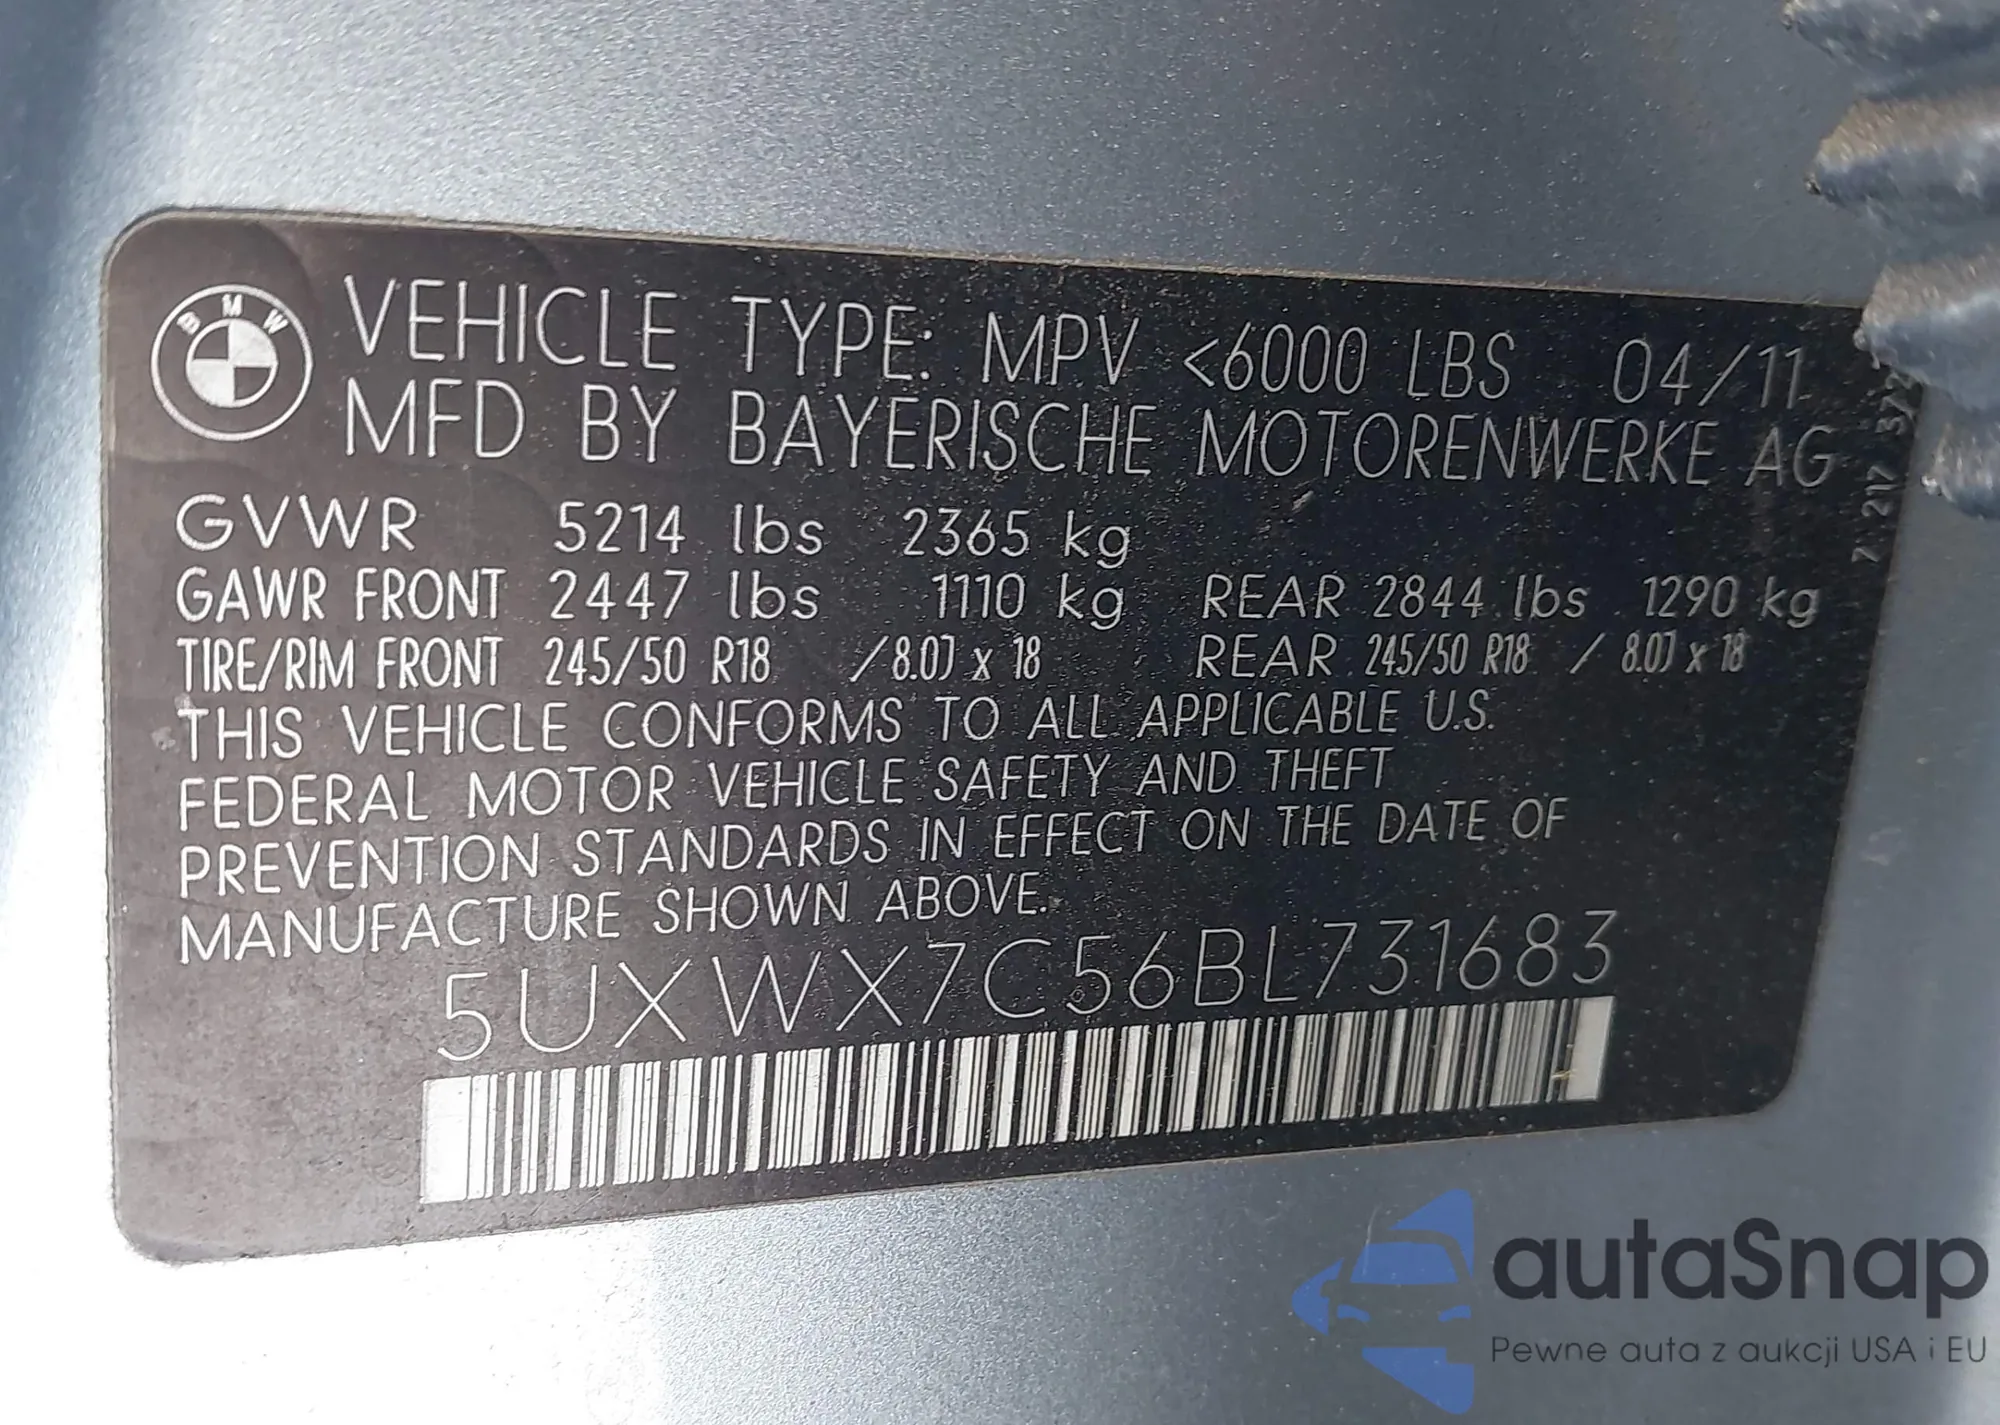 BMW
VEHICLE TYPE: MPV <6000 LBS 04/11
MFD BY BAYERISCHE MOTORENWERKE AG
GVWR 5214 lbs 2365 kg
GAWR FRONT 2447 lbs 1110 kg REAR 2844 lbs 1290 kg
TIRE/RIM FRONT 245/50 R18 /8.0J x 18 REAR 245/50 R18 / 8.0J x 18
THIS VEHICLE CONFORMS TO ALL APPLICABLE U.S.
FEDERAL MOTOR VEHICLE SAFETY AND THEFT
PREVENTION STANDARDS IN EFFECT ON THE DATE OF
MANUFACTURE SHOWN ABOVE.
5UXWX7C56BL731683
7 217
autaSnap
Pewne auta z aukcji USA i EU